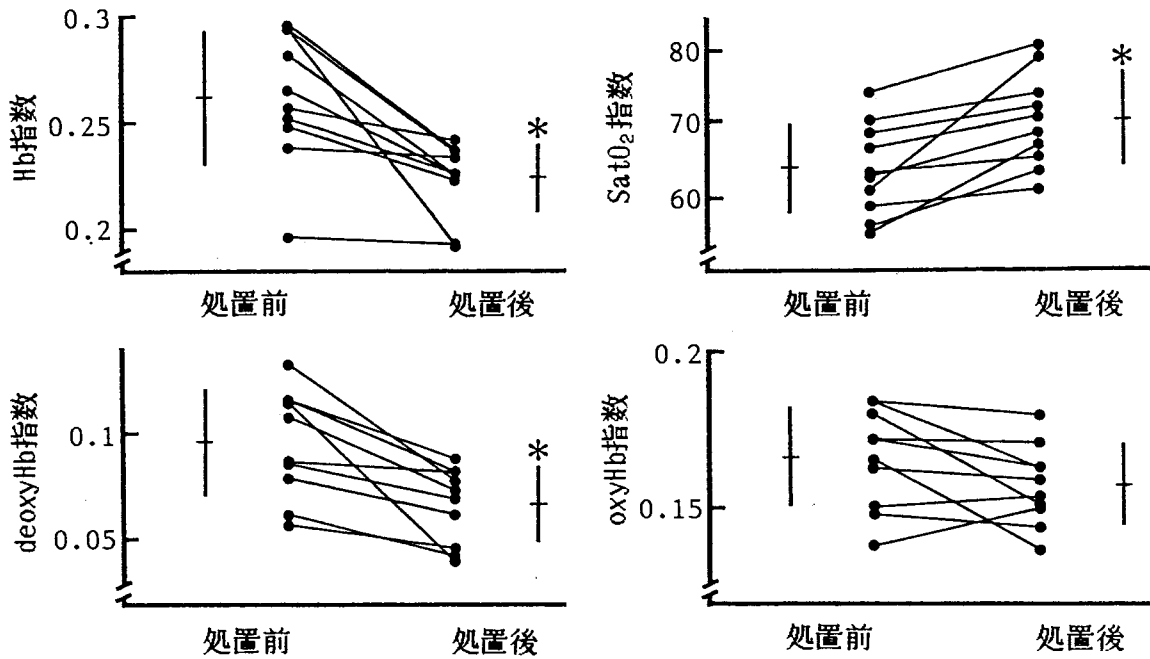 Hb指数
0.3
0.25
0.2
*
処置前
処置後
SatO₂指数
80
70
60
*
処置前
処置後
deoxyHb指数
0.1
0.05
*
処置前
処置後
oxyHb指数
0.2
0.15
処置前
処置後